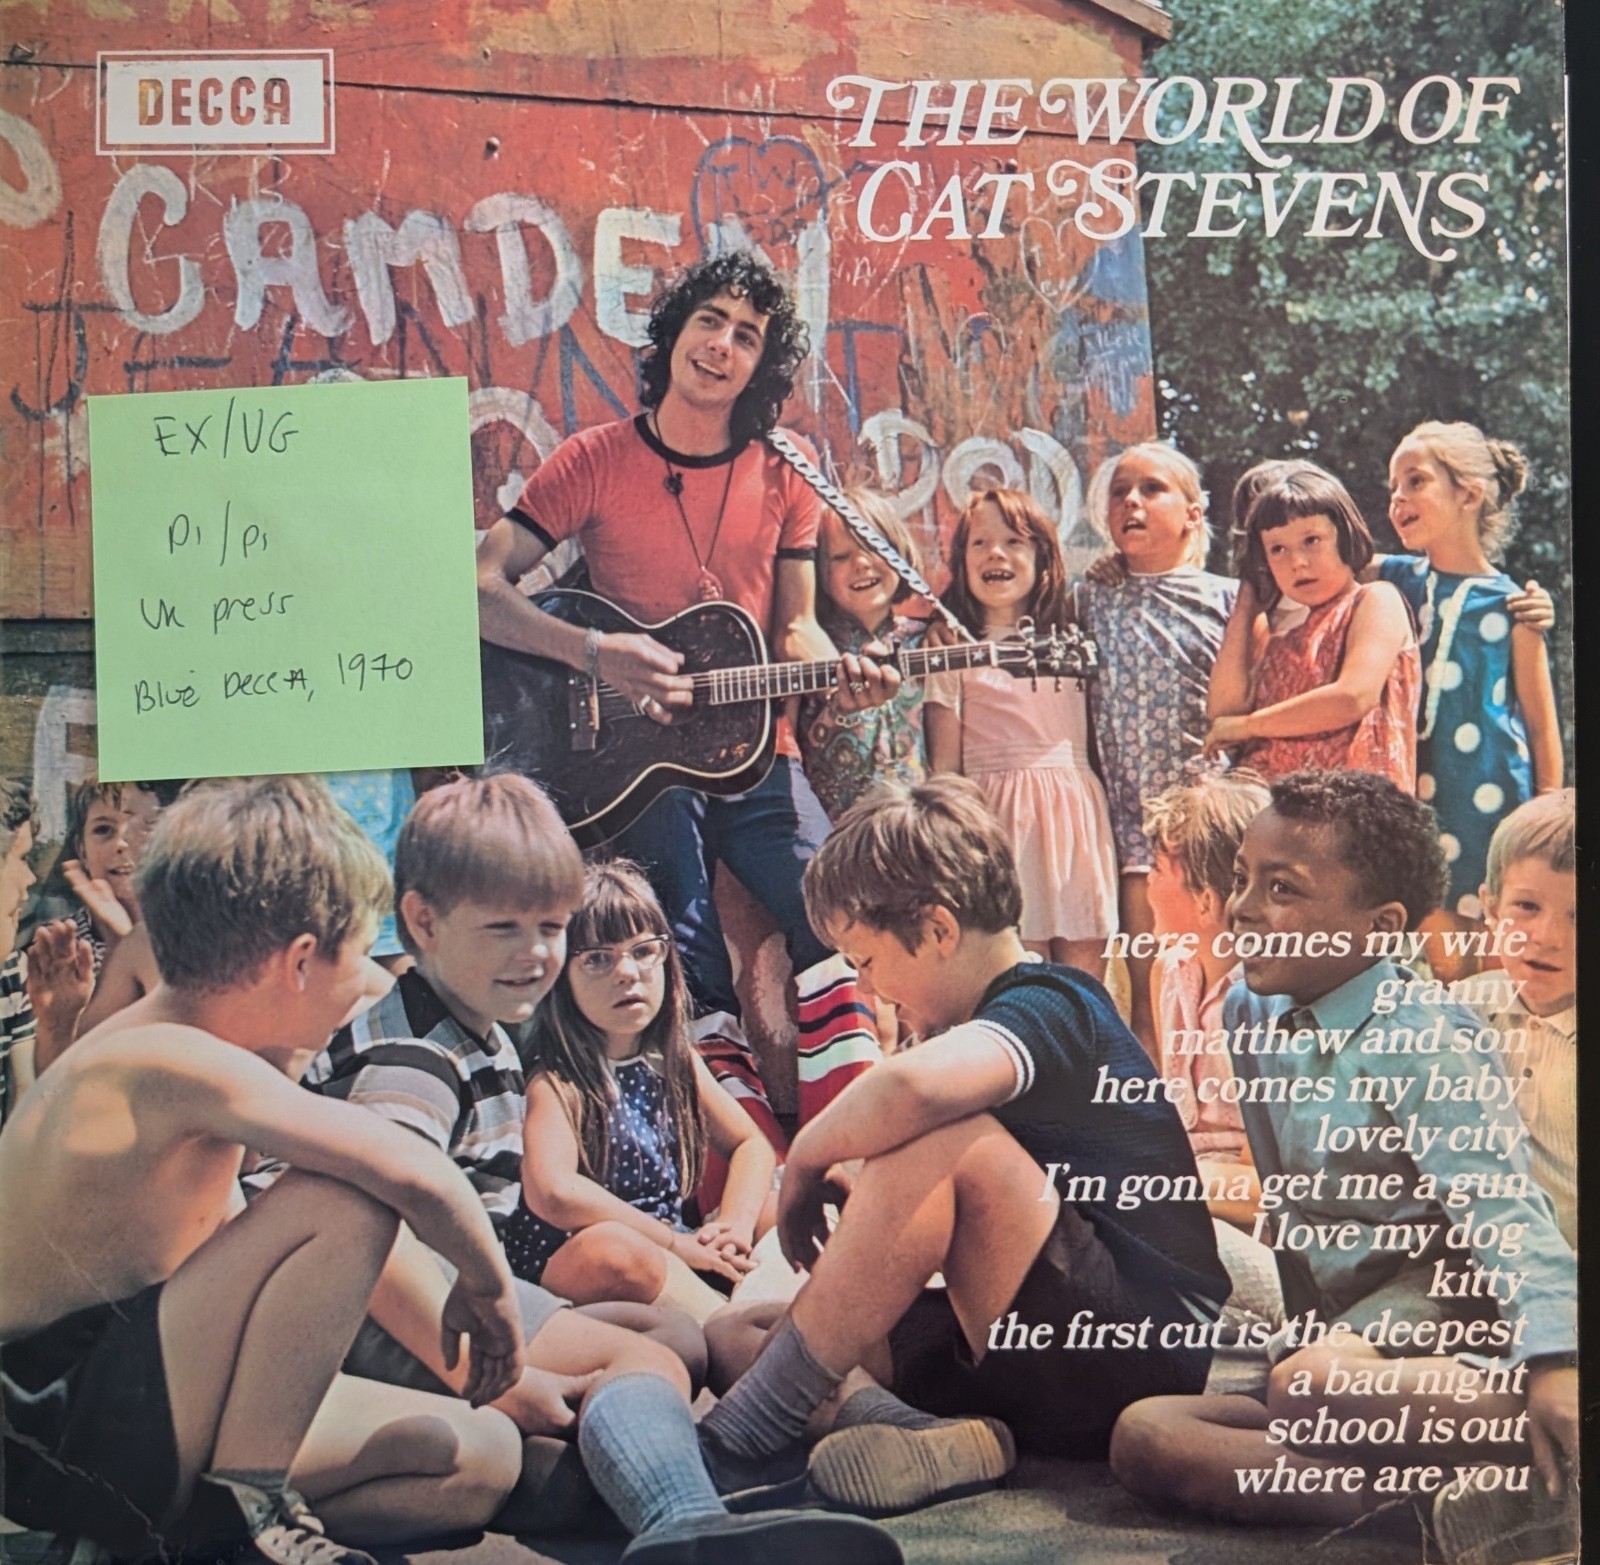 DECCA
THE WORLD OF
CAT STEVENS
CAMDEN
EX/VG
P1/P1
UK press
Blue DeccA, 1970
here comes my wife
granny
matthew and son
here comes my baby
lovely city
I'm gonna get me a gun
I love my dog
kitty
the first cut is the deepest
a bad night
school is out
where are you